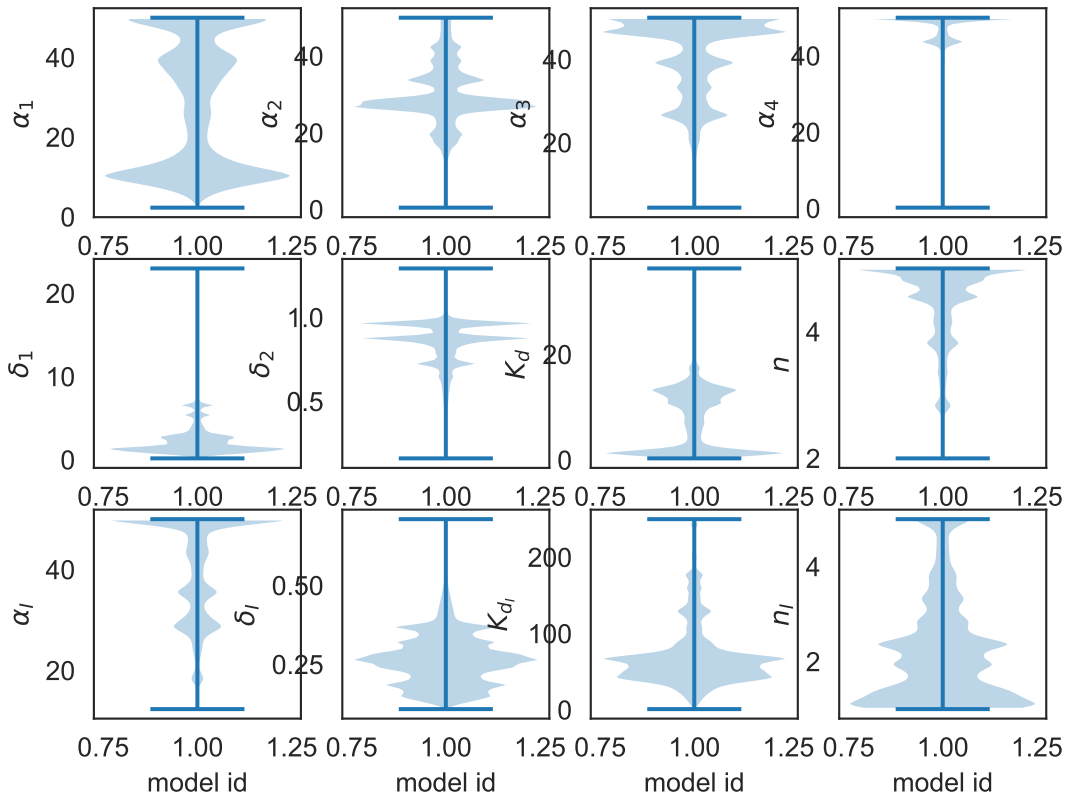 α1 40 20 0
α2 40 20 0
α3 40 20
α4 40 20 0
0.75 1.00 1.25 0.75 1.00 1.25 0.75 1.00 1.25 0.75 1.00 1.25
δ1 20 10 0
δ2 1.0 0.5
Kd 20 0
n 4 2
0.75 1.00 1.25 0.75 1.00 1.25 0.75 1.00 1.25 0.75 1.00 1.25
αI 40 20
δI 0.50 0.25
KdI 200 100 0
nI 4 2
0.75 1.00 1.25 0.75 1.00 1.25 0.75 1.00 1.25 0.75 1.00 1.25
model id model id model id model id